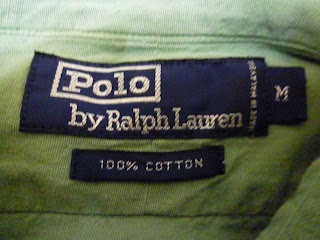 Polo
by Ralph Lauren
MADE IN MALAYSIA
M
100% COTTON